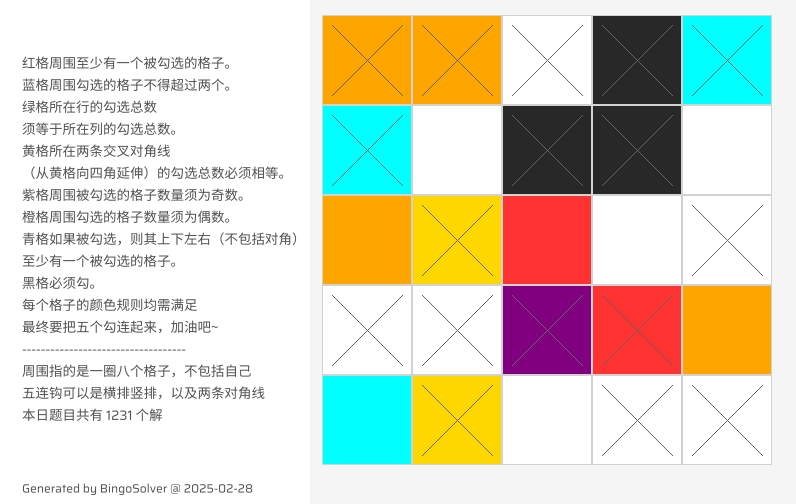 红格周围至少有一个被勾选的格子。
蓝格周围勾选的格子不得超过两个。
绿格所在行的勾选总数
须等于所在列的勾选总数。
黄格所在两条交叉对角线
（从黄格向四角延伸）的勾选总数必须相等。
紫格周围被勾选的格子数量须为奇数。
橙格周围勾选的格子数量须为偶数。
青格如果被勾选，则其上下左右（不包括对角）
至少有一个被勾选的格子。
黑格必须勾。
每个格子的颜色规则均需满足
最终要把五个勾连起来，加油吧~
-----------------------------------
周围指的是一圈八个格子，不包括自己
五连钩可以是横排竖排，以及两条对角线
本日题目共有 1231 个解
Generated by BingoSolver @ 2025-02-28